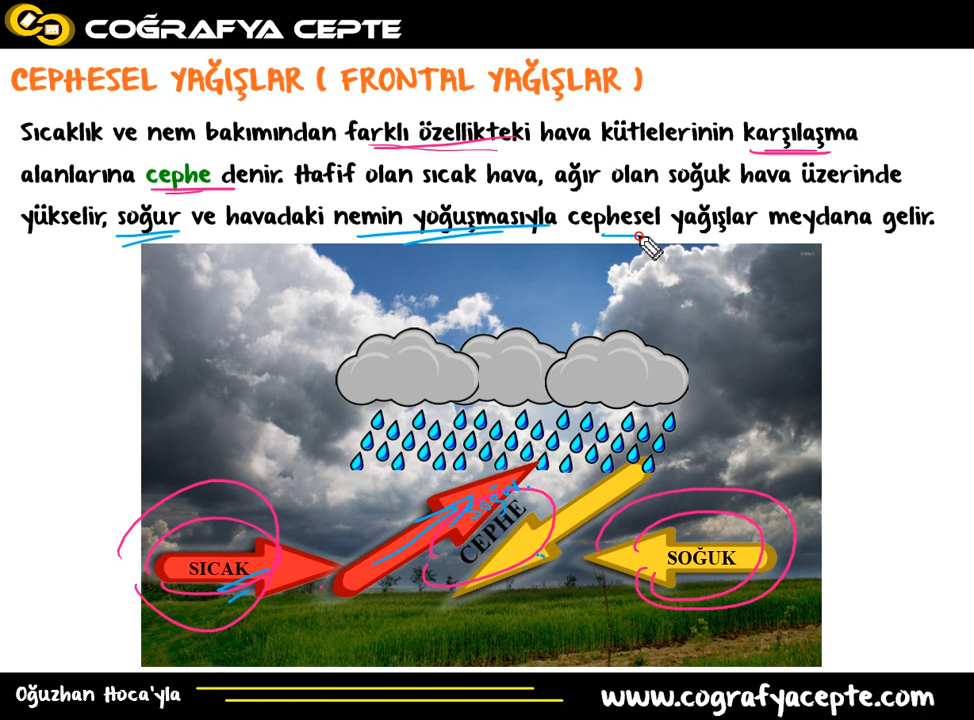 COĞRAFYA CEPTE
CEPHESEL YAĞIŞLAR ( FRONTAL YAĞIŞLAR )
Sıcaklık ve nem bakımından farklı özellikteki hava kütlelerinin karşılaşma
alanlarına cephe denir. Hafif olan sıcak hava, ağır olan soğuk hava üzerinde
yükselir, soğur ve havadaki nemin yoğuşmasıyla cephesel yağışlar meydana gelir.
soğur.
CEPHE
SICAK
SOĞUK
Oğuzhan Hoca'yla
www.cografyacepte.com